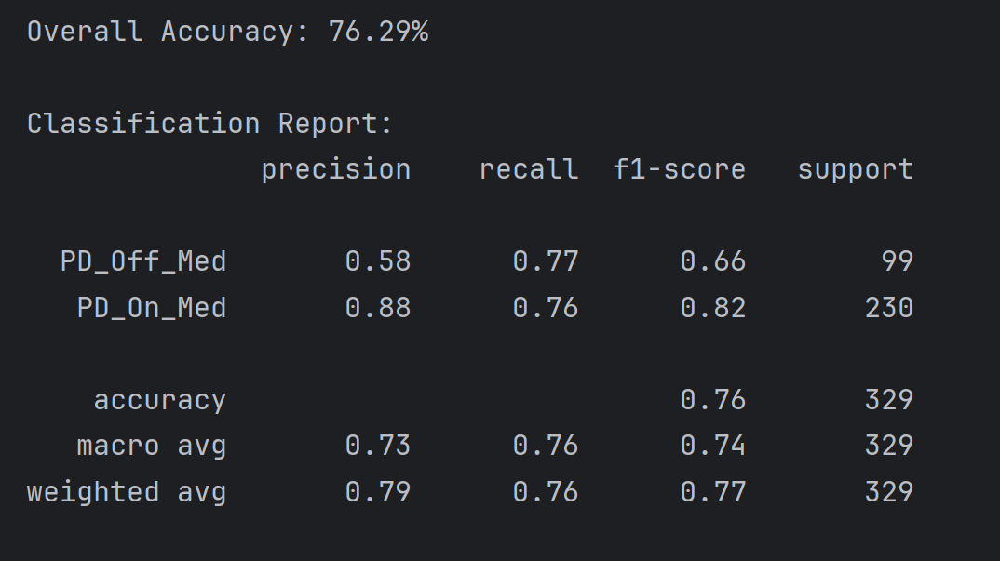 Overall Accuracy: 76.29%
Classification Report:
precision recall f1-score support
PD_Off_Med 0.58 0.77 0.66 99
PD_On_Med 0.88 0.76 0.82 230
accuracy 0.76 329
macro avg 0.73 0.76 0.74 329
weighted avg 0.79 0.76 0.77 329